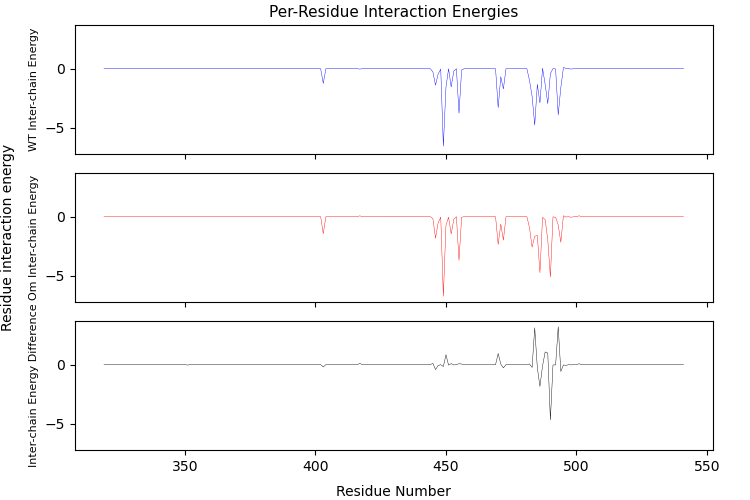 Per-Residue Interaction Energies
Residue interaction energy
WT Inter-chain Energy
0
−5
Om Inter-chain Energy
0
−5
Inter-chain Energy Difference
0
−5
350
400
450
500
550
Residue Number